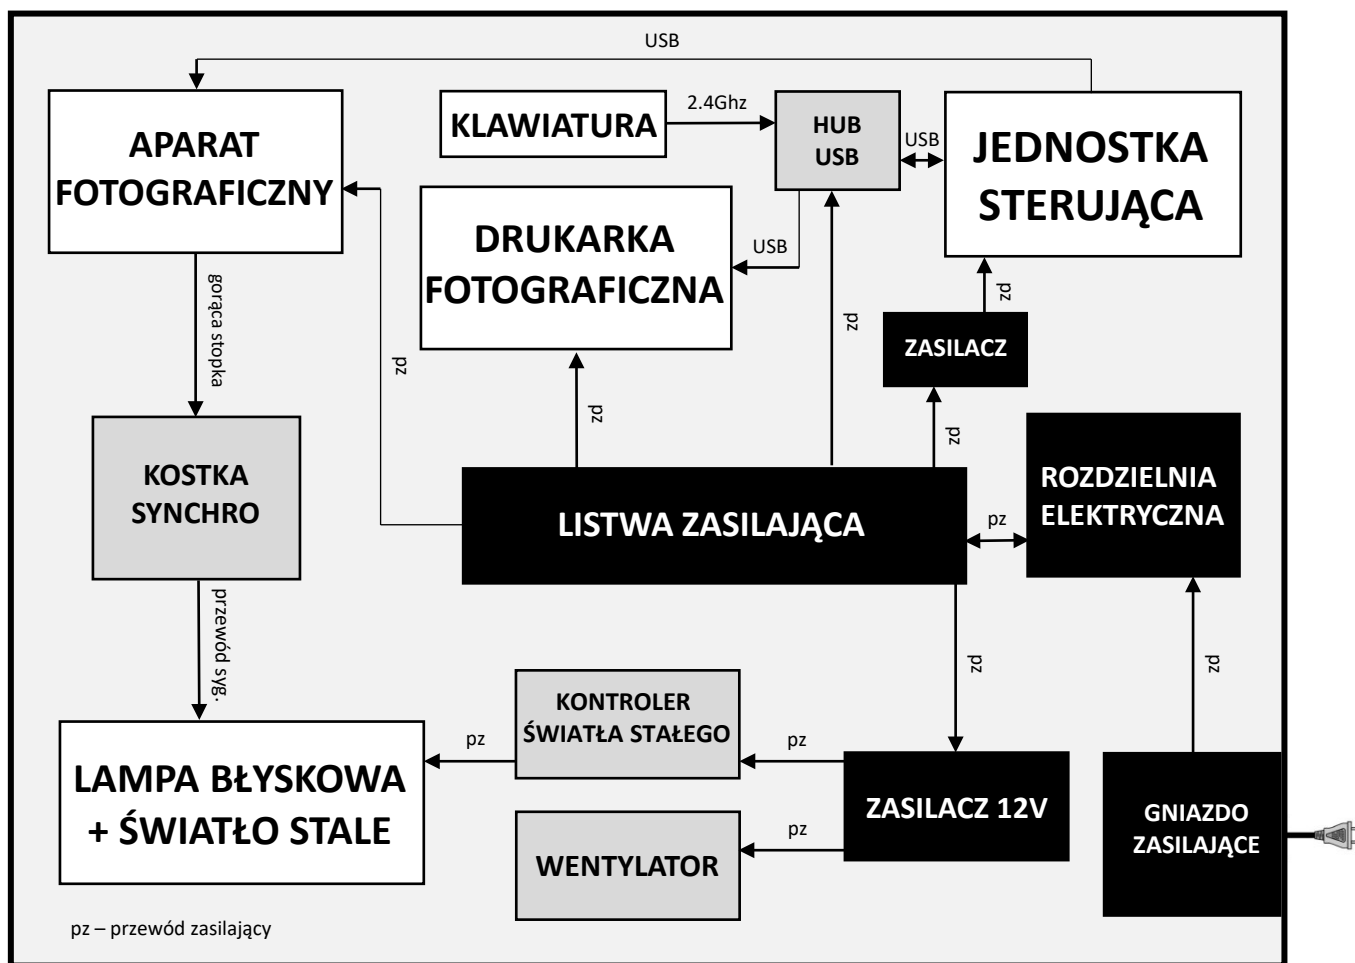 USB
APARAT
FOTOGRAFICZNY
KLAWIATURA
2.4Ghz
HUB
USB
USB
JEDNOSTKA
STERUJĄCA
DRUKARKA
FOTOGRAFICZNA
USB
gorąca stopka
pz
pz
pz
pz
ZASILACZ
pz
KOSTKA
SYNCHRO
LISTWA ZASILAJĄCA
pz
ROZDZIELNIA
ELEKTRYCZNA
przewód syg.
pz
pz
KONTROLER
ŚWIATŁA STAŁEGO
pz
pz
LAMPA BŁYSKOWA
+ ŚWIATŁO STALE
ZASILACZ 12V
GNIAZDO
ZASILAJĄCE
WENTYLATOR
pz
pz – przewód zasilający